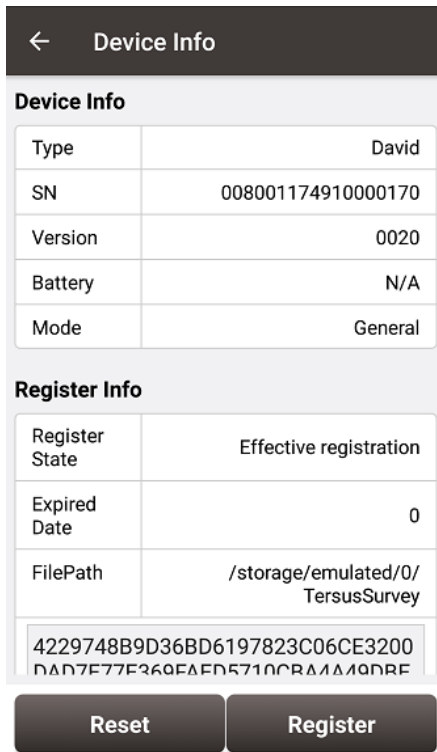 Device Info
Device Info
Type David
SN 008001174910000170
Version 0020
Battery N/A
Mode General
Register Info
Register
State
Effective registration
Expired
Date
0
FilePath
/storage/emulated/0/
TersusSurvey
4229748B9D36BD6197823C06CE3200
DAD7F77F369FAFD5710CBA4A49DBF
Reset Register